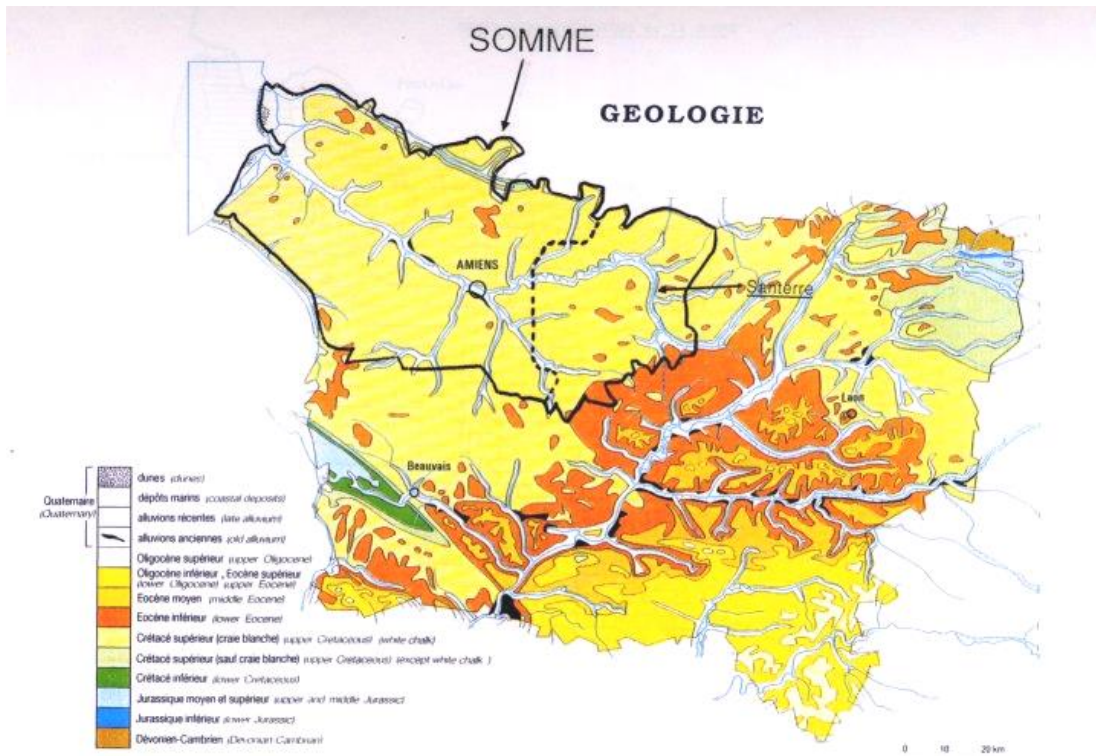 SOMME
GEOLOGIE
AMIENS
Santerre
Laon
Beauvais
Quaternaire
(Quaternary)
dunes (dunes)
dépôts marins (coastal deposits)
alluvions récentes (late alluvium)
alluvions anciennes (old alluvium)
Oligocène supérieur (upper Oligocene)
Oligocène inférieur, Eocène supérieur
(lower Oligocene) (upper Eocene)
Eocène moyen (middle Eocene)
Eocène inférieur (lower Eocene)
Crétacé supérieur (craie blanche) (upper Cretaceous) (white chalk)
Crétacé supérieur (sauf craie blanche) (upper Cretaceous) (except white chalk )
Crétacé inférieur (lower Cretaceous)
Jurassique moyen et supérieur (upper and middle Jurassic)
Jurassique inférieur (lower Jurassic)
Dévonien-Cambrien (Devonian-Cambrian)
0 10 20 km